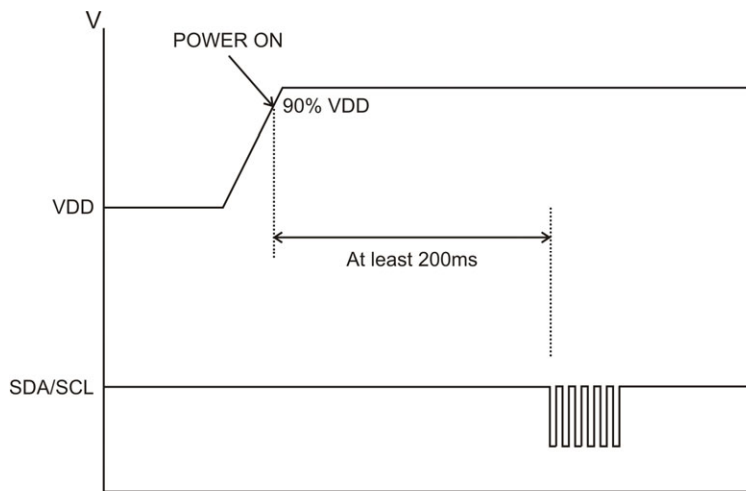 V
POWER ON
90% VDD
VDD
At least 200ms
SDA/SCL